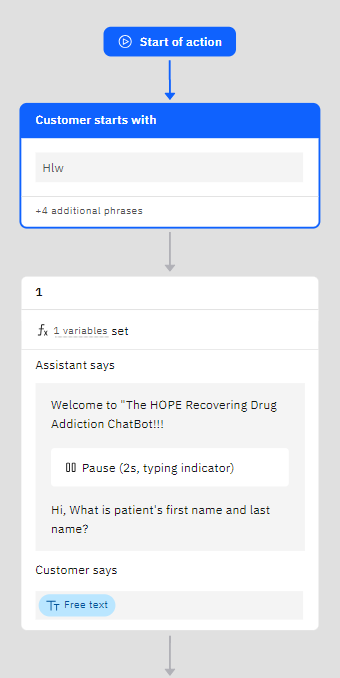 Start of action
Customer starts with
Hlw
+4 additional phrases
1
fx 1 variables set
Assistant says
Welcome to "The HOPE Recovering Drug
Addiction ChatBot!!!
Pause (2s, typing indicator)
Hi, What is patient's first name and last
name?
Customer says
Free text